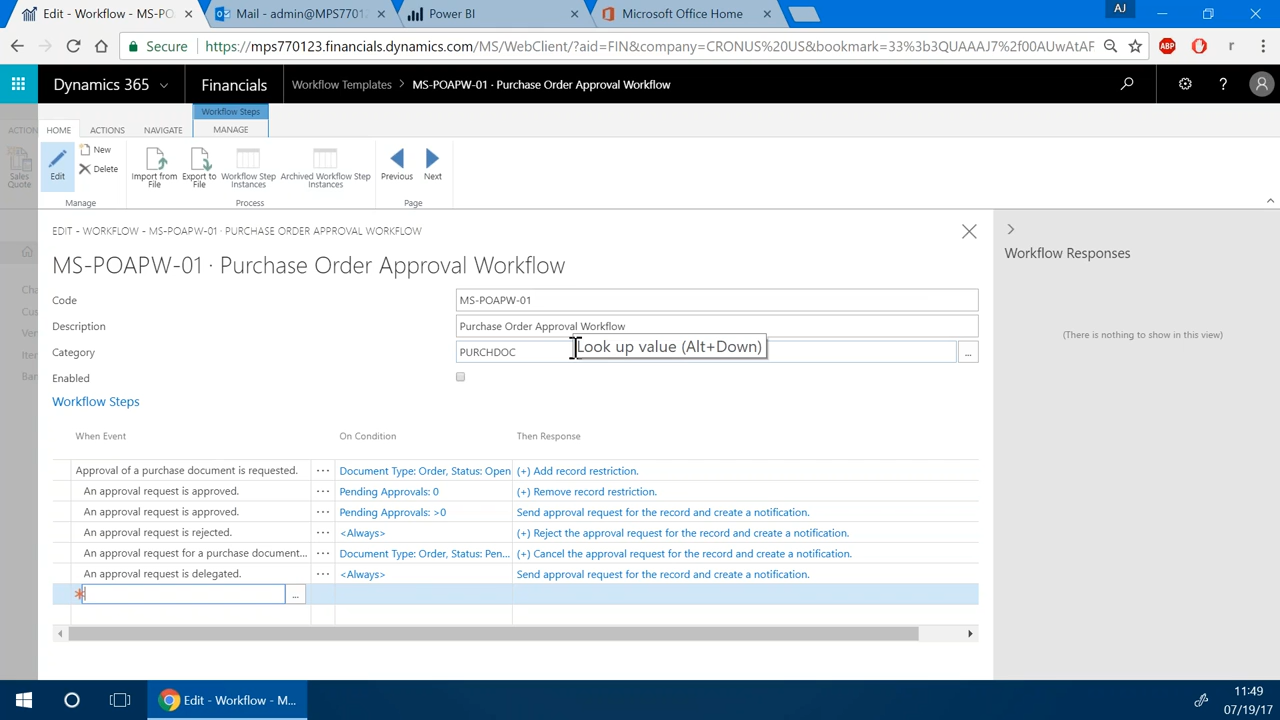 Edit - Workflow - MS-PO
Mail - admin@MPS7701
Power BI
Microsoft Office Home
AJ
Secure
https://mps770123.financials.dynamics.com/MS/WebClient/?aid=FIN&company=CRONUS%20US&bookmark=33%3b3QUAAAJ7%2f00AUwAtAF
ABP
r
Dynamics 365
Financials
Workflow Templates
MS-POAPW-01 · Purchase Order Approval Workflow
?
Workflow Steps
ACTION
HOME
ACTIONS
NAVIGATE
MANAGE
Sales Quote
Edit
New
Delete
Import from File
Export to File
Workflow Step Instances
Archived Workflow Step Instances
Previous
Next
Manage
Process
Page
EDIT - WORKFLOW - MS-POAPW-01 · PURCHASE ORDER APPROVAL WORKFLOW
MS-POAPW-01 · Purchase Order Approval Workflow
Workflow Responses
(There is nothing to show in this view)
Code
MS-POAPW-01
Description
Purchase Order Approval Workflow
Category
PURCHDOC
Look up value (Alt+Down)
...
Enabled
Workflow Steps
When Event
On Condition
Then Response
Approval of a purchase document is requested.
...
Document Type: Order, Status: Open
(+) Add record restriction.
An approval request is approved.
...
Pending Approvals: 0
(+) Remove record restriction.
An approval request is approved.
...
Pending Approvals: >0
Send approval request for the record and create a notification.
An approval request is rejected.
...
<Always>
(+) Reject the approval request for the record and create a notification.
An approval request for a purchase document...
...
Document Type: Order, Status: Pen...
(+) Cancel the approval request for the record and create a notification.
An approval request is delegated.
...
<Always>
Send approval request for the record and create a notification.
...
Edit - Workflow - M...
11:49
07/19/17